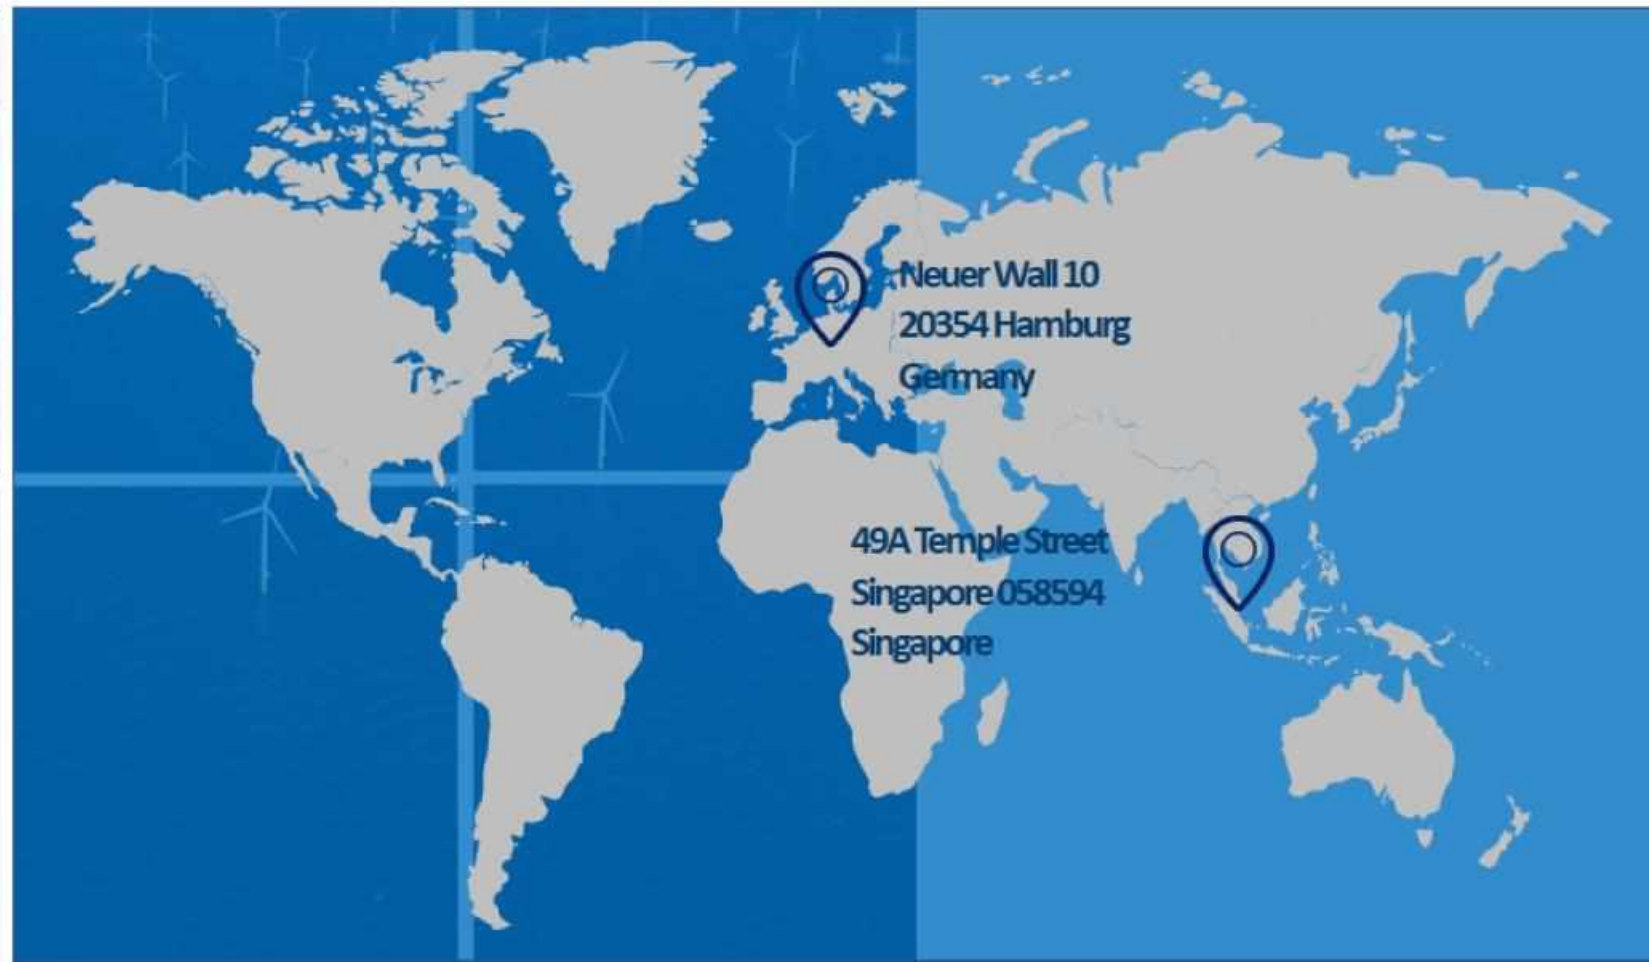 Neuer Wall 10
20354 Hamburg
Germany
49A Temple Street
Singapore 058594
Singapore